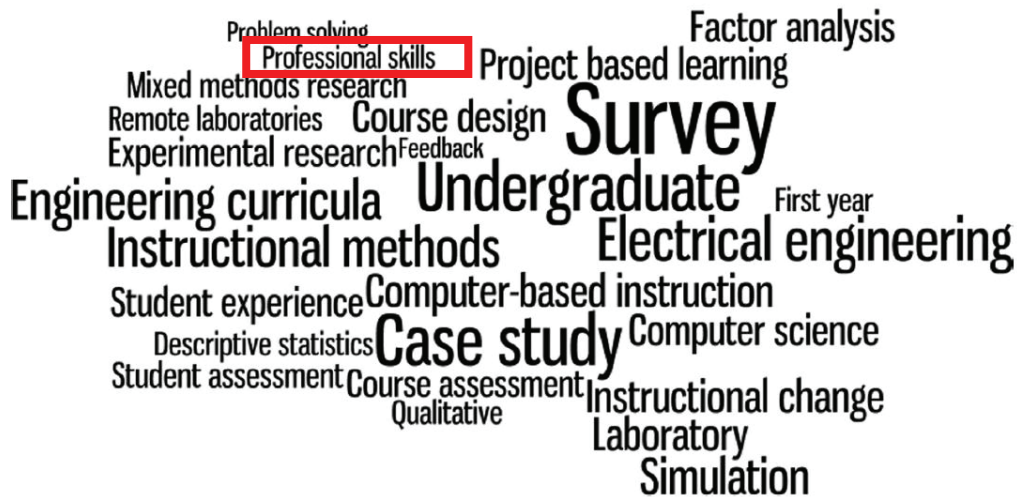 Problem solving
Factor analysis
Professional skills
Project based learning
Mixed methods research
Remote laboratories
Course design
Survey
Experimental research
Feedback
Engineering curricula
Undergraduate
First year
Instructional methods
Electrical engineering
Student experience
Computer-based instruction
Descriptive statistics
Case study
Computer science
Student assessment
Course assessment
Instructional change
Qualitative
Laboratory
Simulation